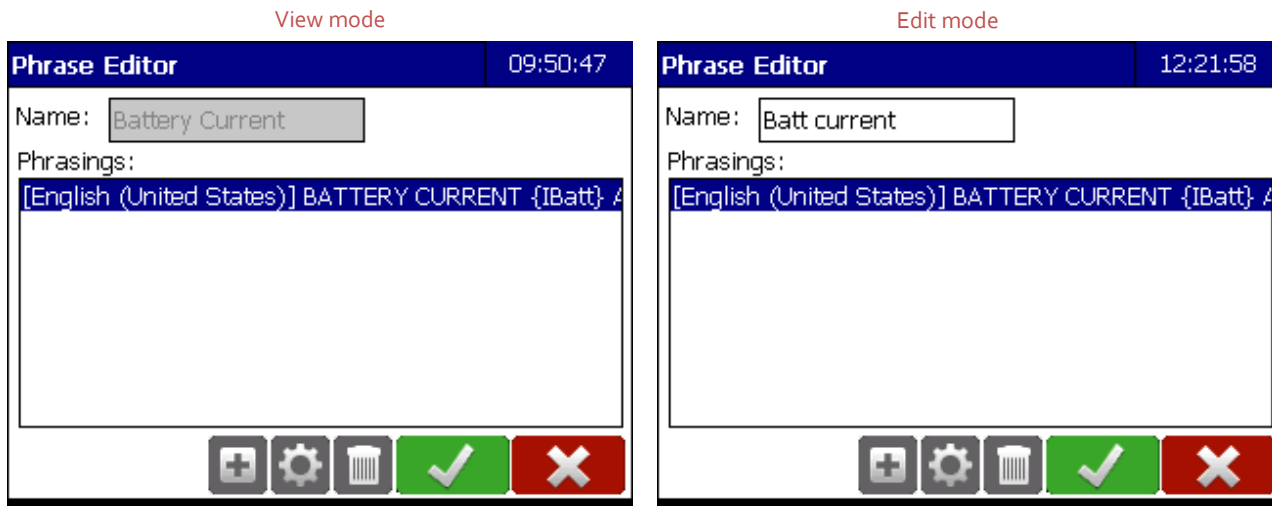 View mode
Phrase Editor 09:50:47
Name: Battery Current
Phrasings:
[English (United States)] BATTERY CURRENT {IBatt} A
Edit mode
Phrase Editor 12:21:58
Name: Batt current
Phrasings:
[English (United States)] BATTERY CURRENT {IBatt} A